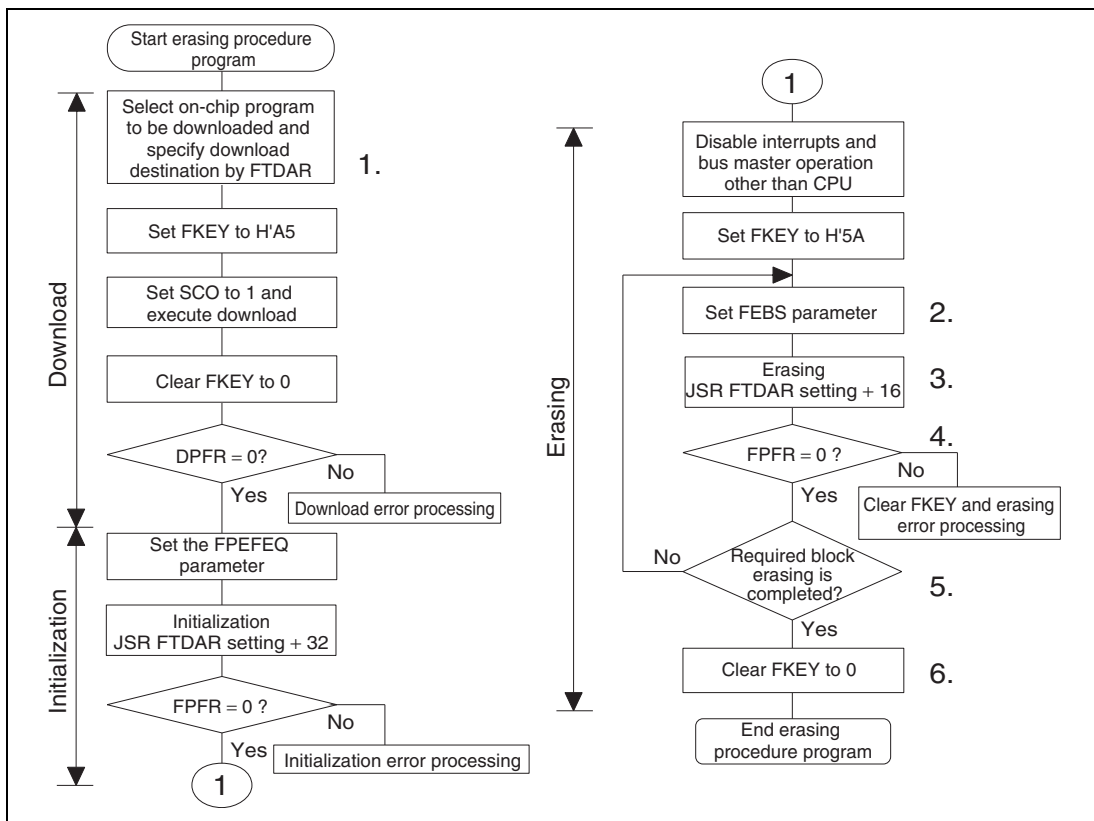 Start erasing procedure
program
Select on-chip program
to be downloaded and
specify download
destination by FTDAR
1.
Set FKEY to H'A5
Set SCO to 1 and
execute download
Clear FKEY to 0
DPFR = 0?
No
Yes
Download error processing
Download
Set the FPEFEQ
parameter
Initialization
JSR FTDAR setting + 32
FPFR = 0 ?
No
Yes
Initialization error processing
1
Initialization
1
Disable interrupts and
bus master operation
other than CPU
Set FKEY to H'5A
Set FEBS parameter
2.
Erasing
JSR FTDAR setting + 16
3.
4.
FPFR = 0 ?
No
Yes
Clear FKEY and erasing
error processing
No
Required block
erasing is
completed?
5.
Yes
Clear FKEY to 0
6.
End erasing
procedure program
Erasing